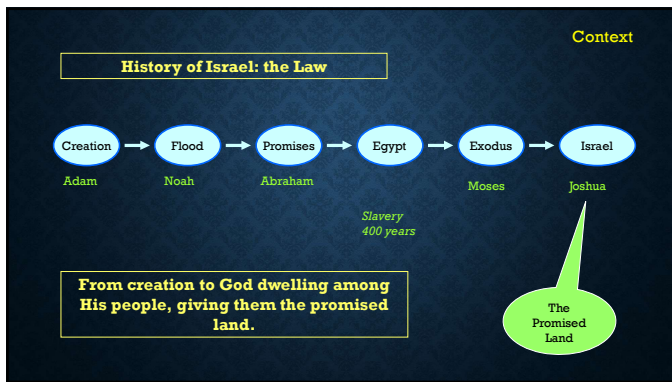 Context
History of Israel: the Law
Creation
Flood
Promises
Egypt
Exodus
Israel
Adam
Noah
Abraham
Moses
Joshua
Slavery
400 years
From creation to God dwelling among
His people, giving them the promised
land.
The
Promised
Land